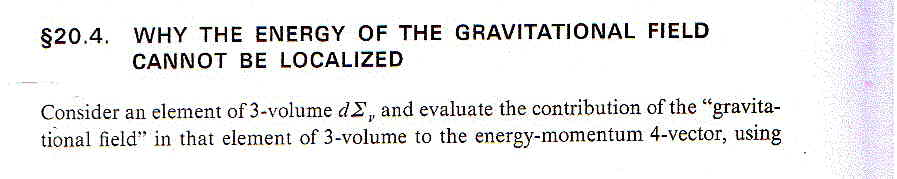 §20.4. WHY THE ENERGY OF THE GRAVITATIONAL FIELD
CANNOT BE LOCALIZED
Consider an element of 3-volume dΣᵥ and evaluate the contribution of the “gravita-
tional field” in that element of 3-volume to the energy-momentum 4-vector, using